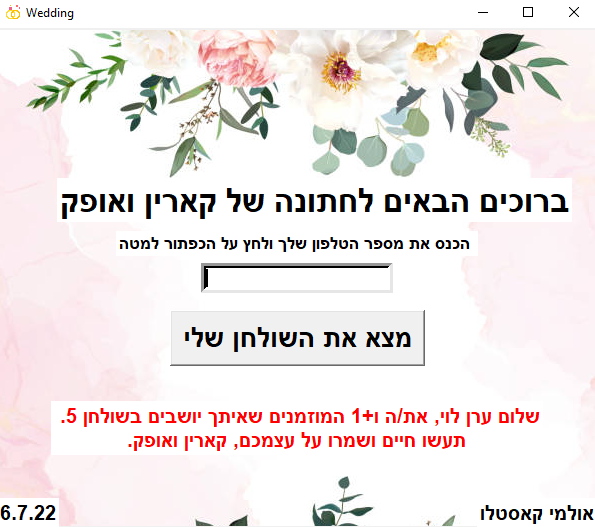 Wedding
ברוכים הבאים לחתונה של קארין ואופק
הכנס את מספר הטלפון שלך ולחץ על הכפתור למטה
מצא את השולחן שלי
שלום ערן לוי, את/ה ו+1 המוזמנים שאיתך יושבים בשולחן 5.
תעשו חיים ושמרו על עצמכם, קארין ואופק.
אולמי קאסטלו
6.7.22